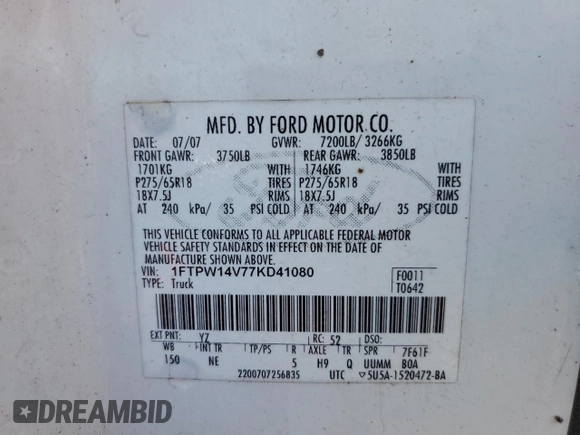 MFD. BY FORD MOTOR CO.
DATE: 07/07 GVWR: 7200LB/ 3266KG
FRONT GAWR: 3750LB REAR GAWR: 3850LB
1701KG WITH 1746KG WITH
P275/65R18 TIRES P275/65R18 TIRES
18X7.5J RIMS 18X7.5J RIMS
AT 240 kPa/ 35 PSI COLD AT 240 kPa/ 35 PSI COLD
THIS VEHICLE CONFORMS TO ALL APPLICABLE FEDERAL MOTOR
VEHICLE SAFETY STANDARDS IN EFFECT ON THE DATE OF
MANUFACTURE SHOWN ABOVE.
VIN: 1FTPW14V77KD41080 F0011
TYPE: Truck T0642
EXT PNT: YZ RC: 52 DSO:
WB INT TR TP/PS R AXLE TR SPR 7F61F
150 NE 5 H9 Q UUMM BOA
2200707256835 UTC 5U5A-1520472-BA
DREAMBID ID.COM